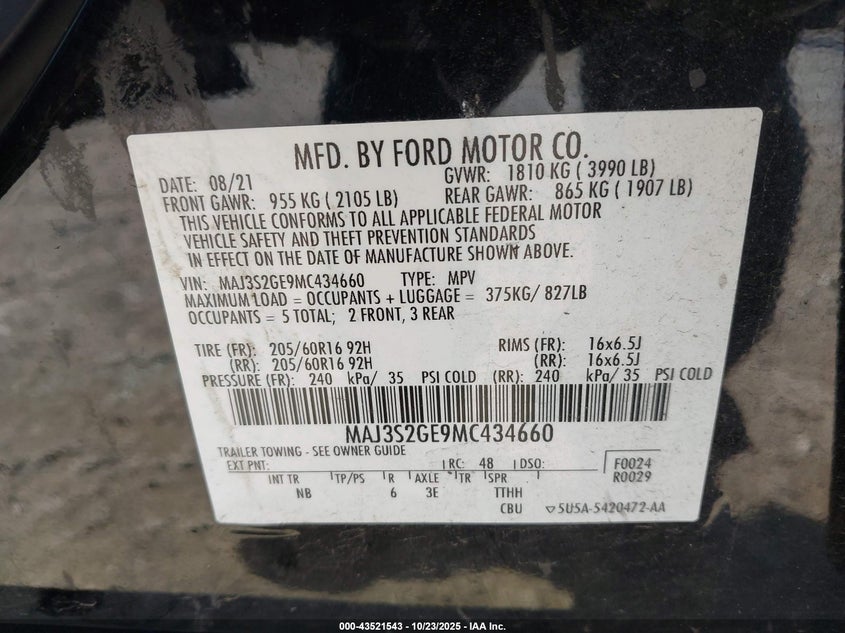 MFD. BY FORD MOTOR CO.
DATE: 08/21 GVWR: 1810 KG ( 3990 LB)
FRONT GAWR: 955 KG ( 2105 LB) REAR GAWR: 865 KG ( 1907 LB)
THIS VEHICLE CONFORMS TO ALL APPLICABLE FEDERAL MOTOR
VEHICLE SAFETY AND THEFT PREVENTION STANDARDS
IN EFFECT ON THE DATE OF MANUFACTURE SHOWN ABOVE.
VIN: MAJ3S2GE9MC434660 TYPE: MPV
MAXIMUM LOAD = OCCUPANTS + LUGGAGE = 375KG/ 827LB
OCCUPANTS = 5 TOTAL; 2 FRONT, 3 REAR
TIRE (FR): 205/60R16 92H RIMS (FR): 16x6.5J
(RR): 205/60R16 92H (RR): 16x6.5J
PRESSURE (FR): 240 kPa/ 35 PSI COLD (RR): 240 kPa/ 35 PSI COLD
MAJ3S2GE9MC434660
TRAILER TOWING - SEE OWNER GUIDE
EXT PNT: RC: 48 DSO: F0024
R0029
INT TR TP/PS R AXLE TR SPR
NB 6 3E TTHH
CBU 5U5A-5420472-AA
000-43521543 - 10/23/2025 - IAA Inc.